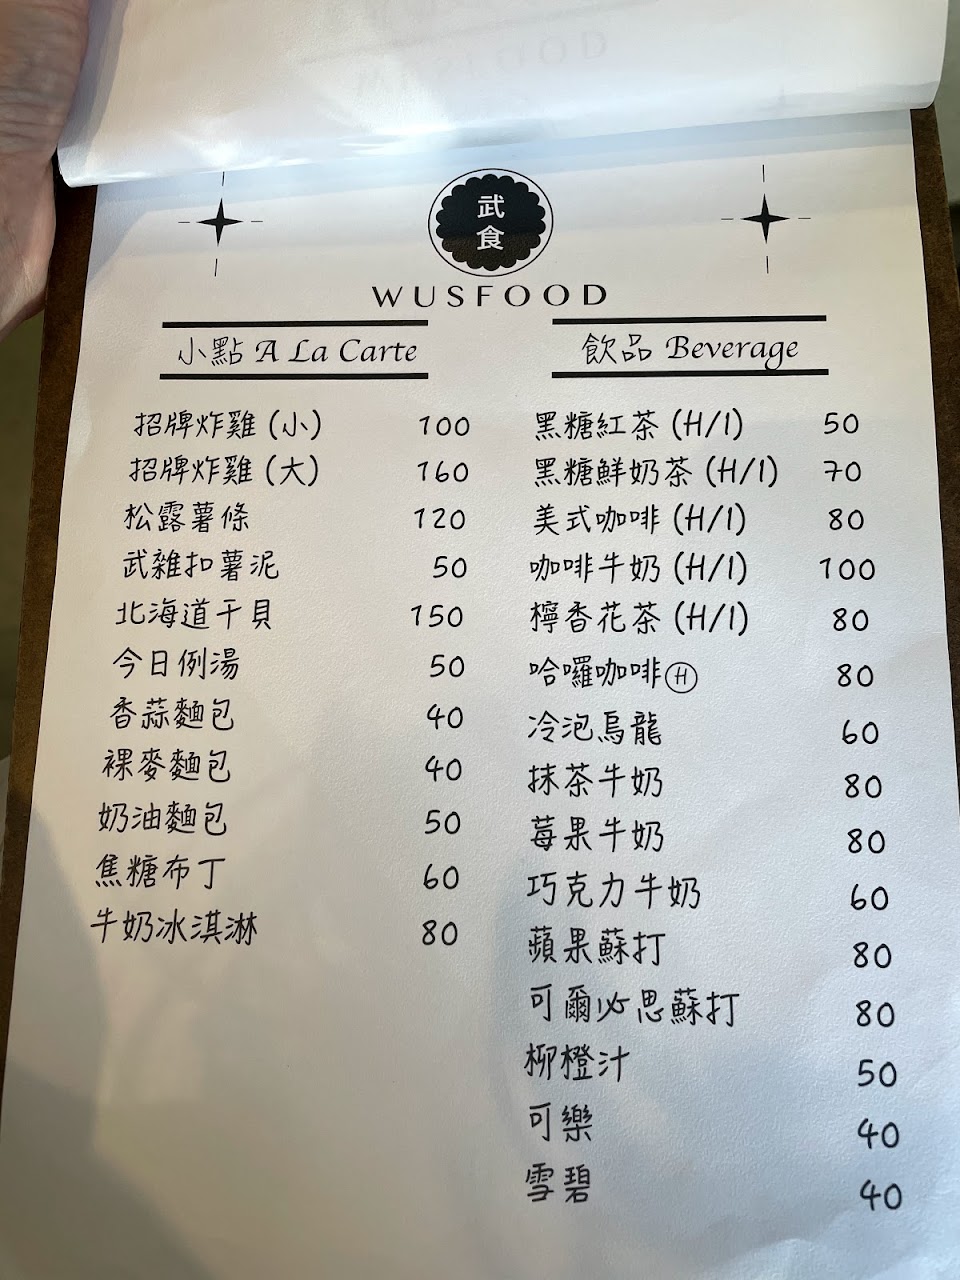 武
食
WUSFOOD
小點 A La Carte
招牌炸雞 (小) 100
招牌炸雞 (大) 160
松露薯條 120
武雜扣薯泥 50
北海道干貝 150
今日例湯 50
香蒜麵包 40
裸麥麵包 40
奶油麵包 50
焦糖布丁 60
牛奶冰淇淋 80
飲品 Beverage
黑糖紅茶 (H/I) 50
黑糖鮮奶茶 (H/I) 70
美式咖啡 (H/I) 80
咖啡牛奶 (H/I) 100
檸香花茶 (H/I) 80
哈囉咖啡Ⓗ 80
冷泡烏龍 60
抹茶牛奶 80
莓果牛奶 80
巧克力牛奶 60
蘋果蘇打 80
可爾必思蘇打 80
柳橙汁 50
可樂 40
雪碧 40